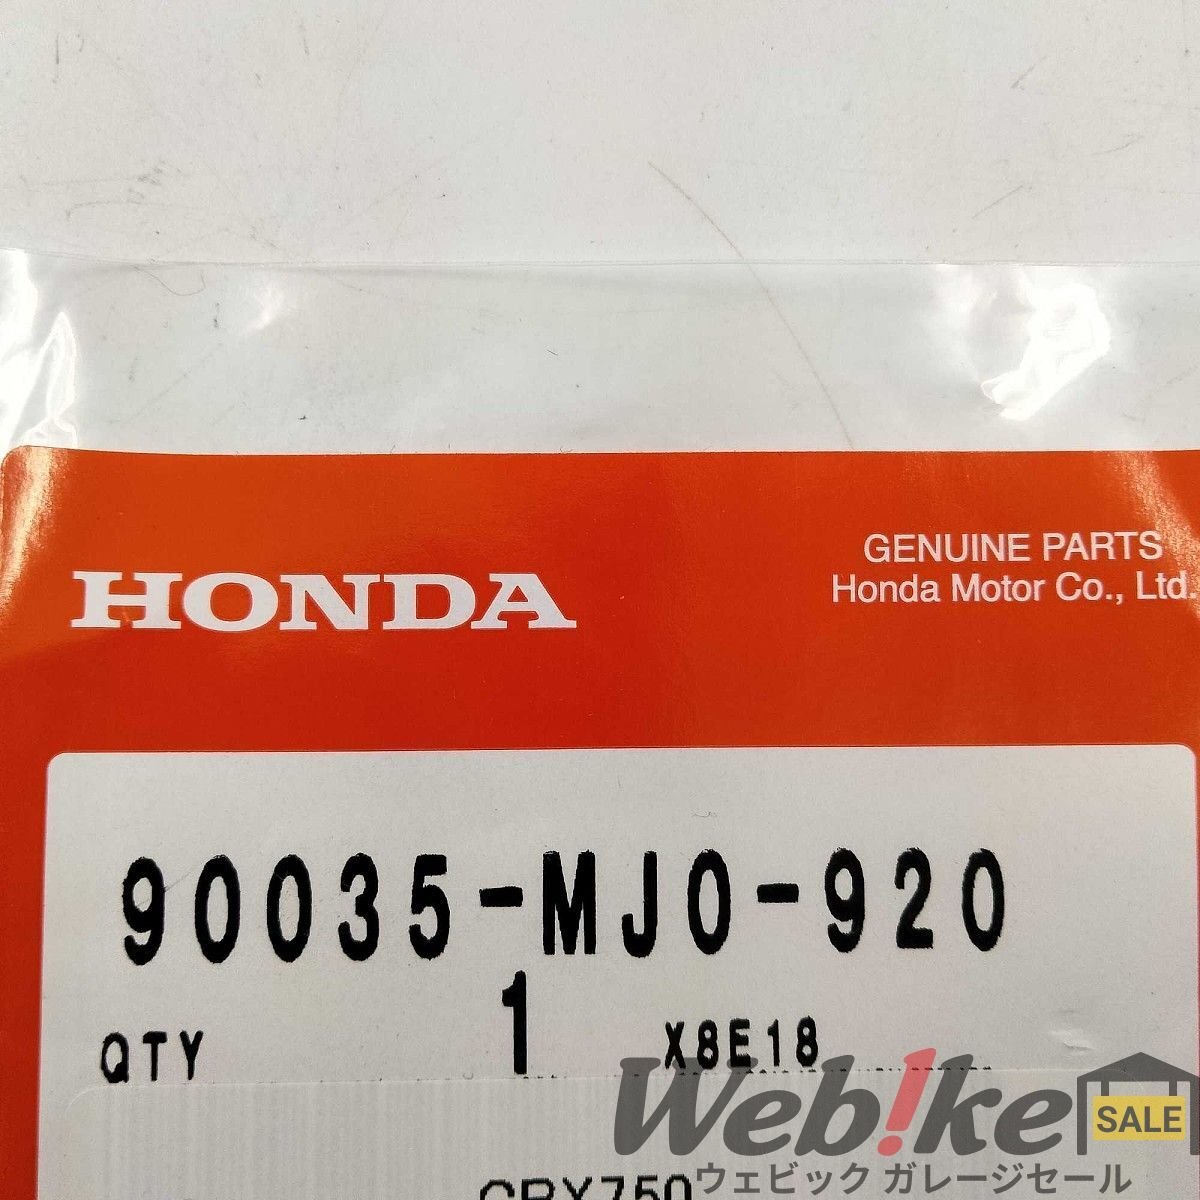 HONDA
GENUINE PARTS
Honda Motor Co., Ltd.
90035-MJ0-920
QTY 1 X8E18
Web!ke
SALE
ウェビック ガレージセール